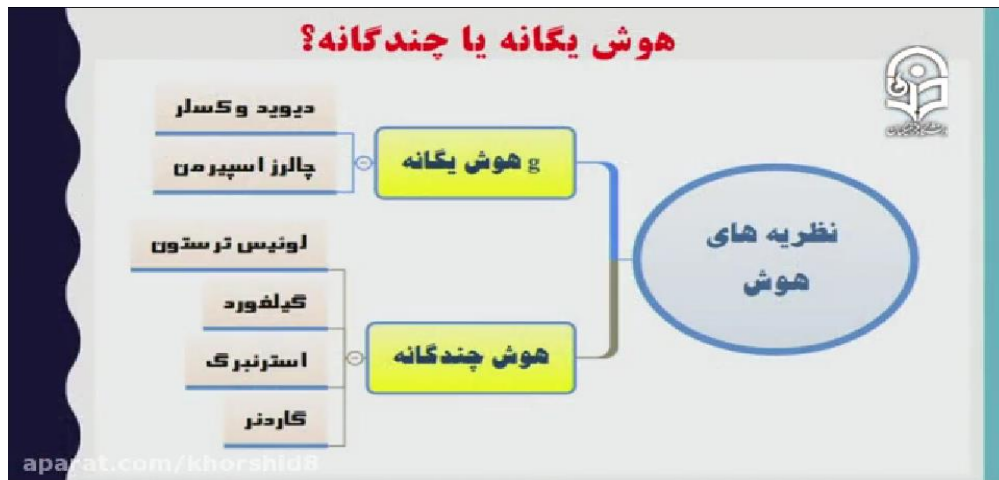 هوش یگانه یا چندگانه؟
نظریه های
هوش
g هوش یگانه
دیوید وکسلر
چالرز اسپیرمن
هوش چندگانه
لوئیس ترستون
گیلفورد
استرنبرگ
گاردنر
aparat.com/khorshid8